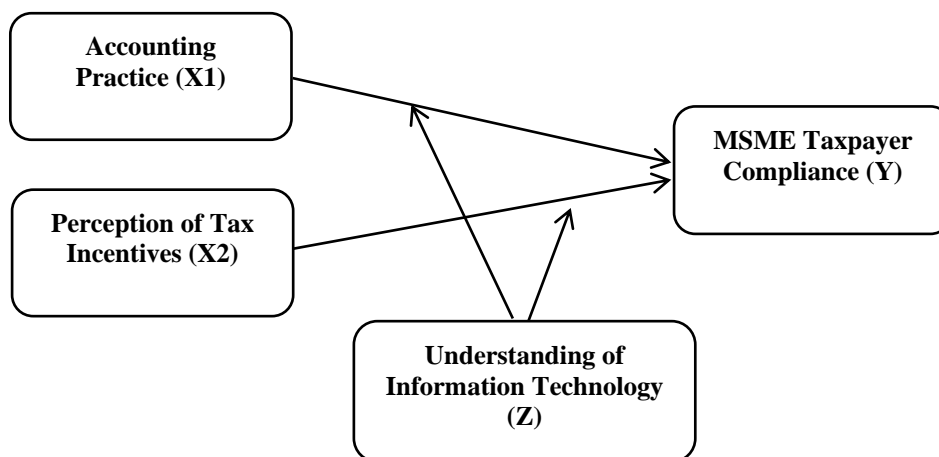 Accounting
Practice (X1)
MSME Taxpayer
Compliance (Y)
Perception of Tax
Incentives (X2)
Understanding of
Information Technology
(Z)